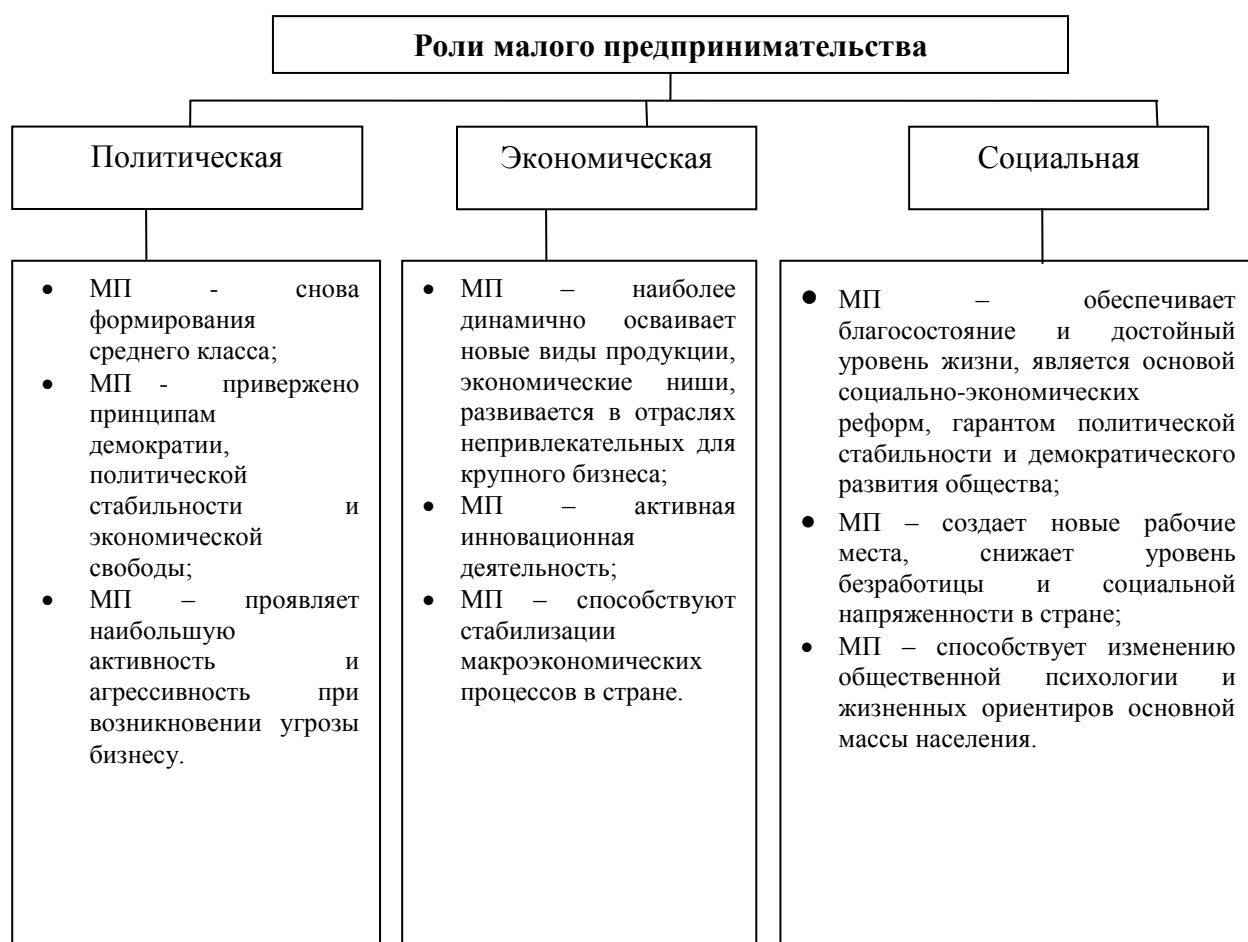 Роли малого предпринимательства
Политическая
Экономическая
Социальная
• МП - снова
формирования
среднего класса;
• МП - привержено
принципам
демократии,
политической
стабильности и
экономической
свободы;
• МП – проявляет
наибольшую
активность и
агрессивность при
возникновении угрозы
бизнесу.
• МП – наиболее
динамично осваивает
новые виды продукции,
экономические ниши,
развивается в отраслях
непривлекательных для
крупного бизнеса;
• МП – активная
инновационная
деятельность;
• МП – способствуют
стабилизации
макроэкономических
процессов в стране.
• МП – обеспечивает
благосостояние и достойный
уровень жизни, является основой
социально-экономических
реформ, гарантом политической
стабильности и демократического
развития общества;
• МП – создает новые рабочие
места, снижает уровень
безработицы и социальной
напряженности в стране;
• МП – способствует изменению
общественной психологии и
жизненных ориентиров основной
массы населения.